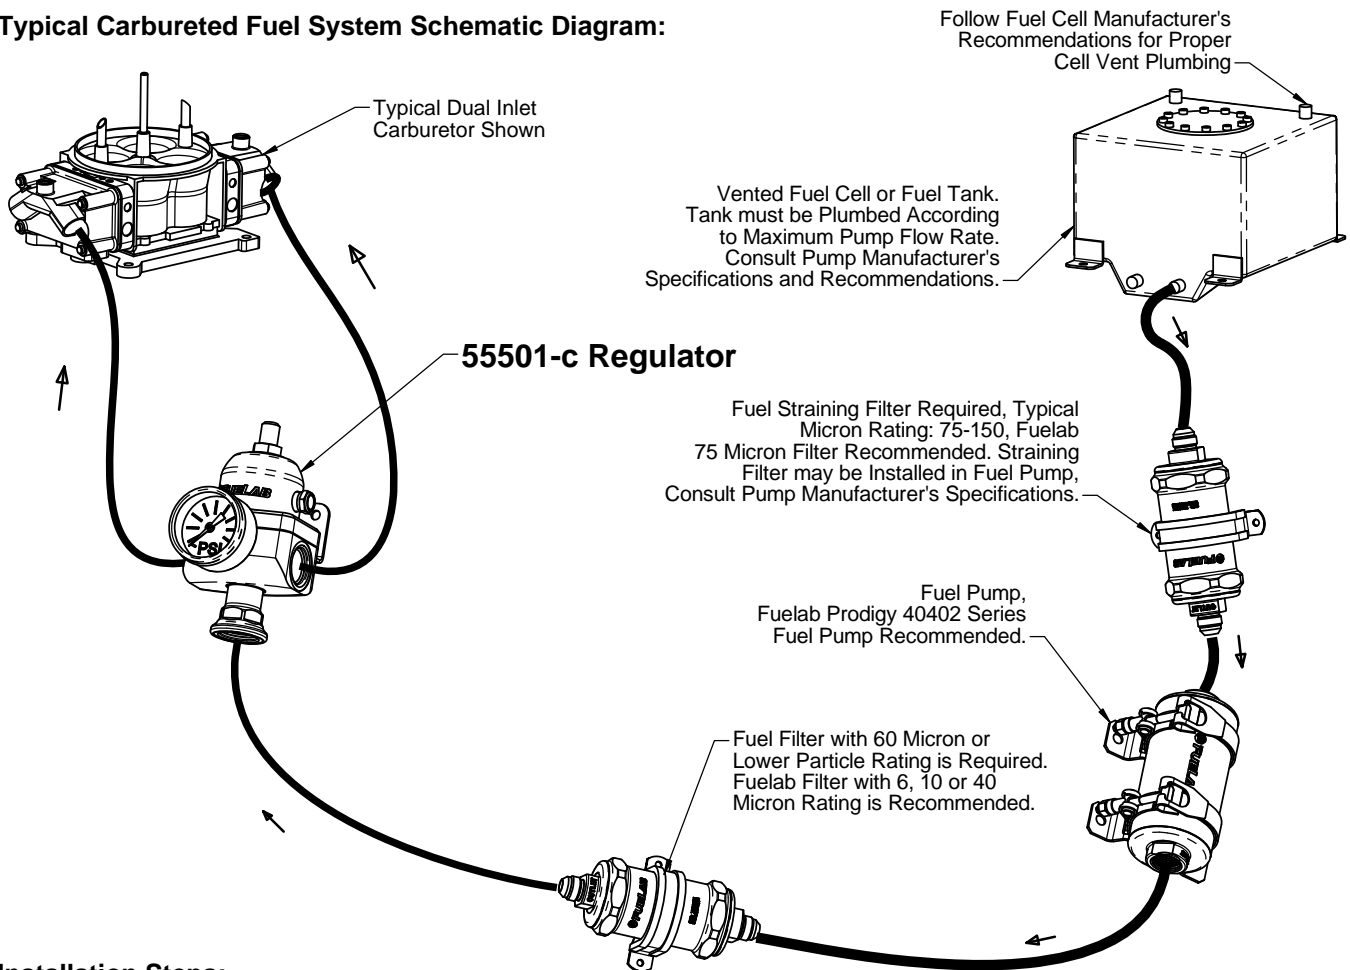 Typical Carbureted Fuel System Schematic Diagram:
Follow Fuel Cell Manufacturer's
Recommendations for Proper
Cell Vent Plumbing
Typical Dual Inlet
Carburetor Shown
Vented Fuel Cell or Fuel Tank.
Tank must be Plumbed According
to Maximum Pump Flow Rate.
Consult Pump Manufacturer's
Specifications and Recommendations.
55501-c Regulator
Fuel Straining Filter Required, Typical
Micron Rating: 75-150, Fuelab
75 Micron Filter Recommended. Straining
Filter may be Installed in Fuel Pump,
Consult Pump Manufacturer's Specifications.
PSI
FUELAB
Fuel Pump,
Fuelab Prodigy 40402 Series
Fuel Pump Recommended.
FUELA
Fuel Filter with 60 Micron or
Lower Particle Rating is Required.
Fuelab Filter with 6, 10 or 40
Micron Rating is Recommended.
FUELAB
Installation Steps: